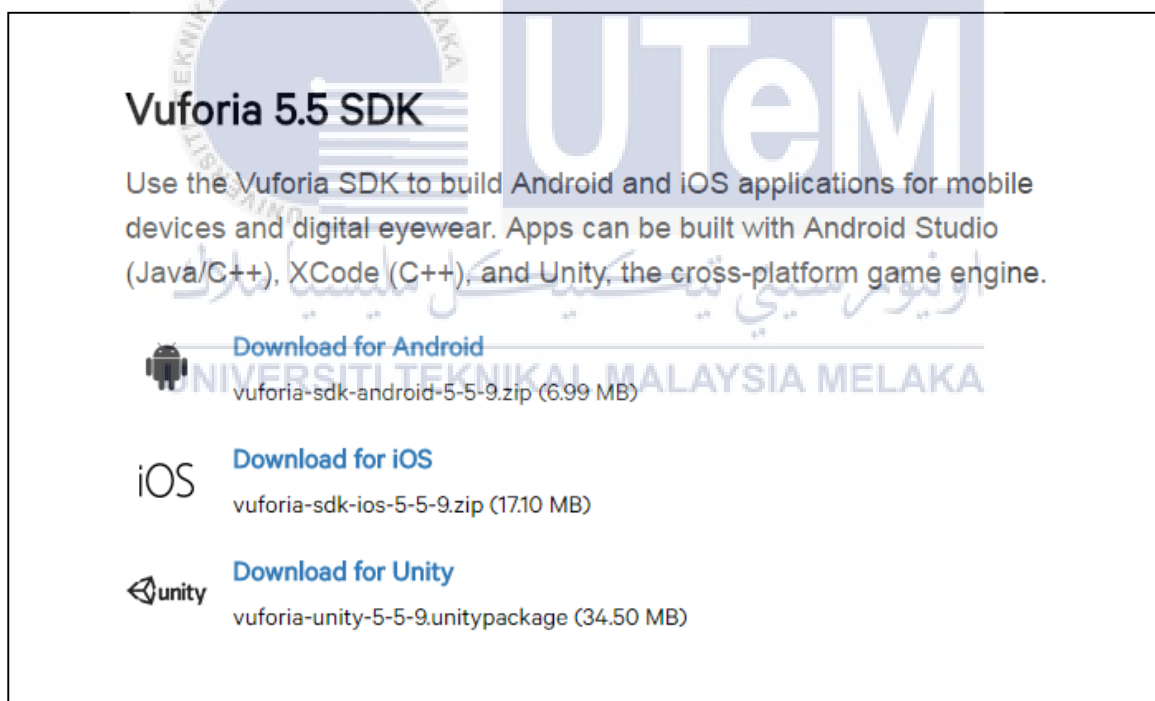 UTeM
Vuforia 5.5 SDK
Use the Vuforia SDK to build Android and iOS applications for mobile
devices and digital eyewear. Apps can be built with Android Studio
(Java/C++), XCode (C++), and Unity, the cross-platform game engine.
اونيۏرسيتي تيكنيكل مليسيا ملاك
Download for Android
UNIVERSITI TEKNIKAL MALAYSIA MELAKA
vuforia-sdk-android-5-5-9.zip (6.99 MB)
iOS
Download for iOS
vuforia-sdk-ios-5-5-9.zip (17.10 MB)
unity
Download for Unity
vuforia-unity-5-5-9.unitypackage (34.50 MB)